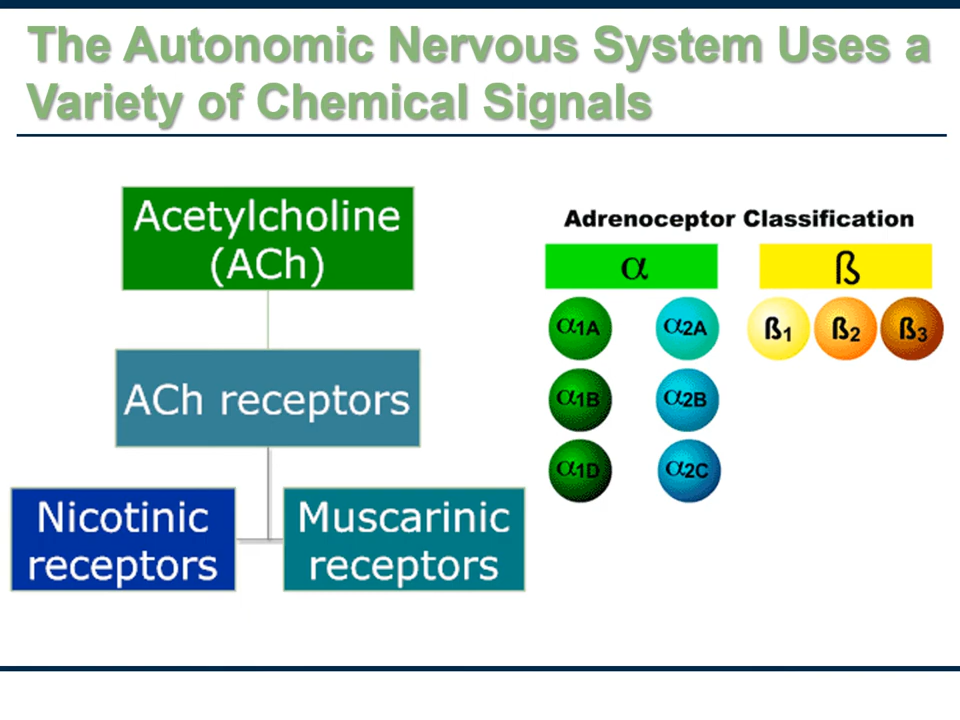 The Autonomic Nervous System Uses a
Variety of Chemical Signals
Acetylcholine
(ACh)
ACh receptors
Nicotinic
receptors
Muscarinic
receptors
Adrenoceptor Classification
α ß
α1A α2A ß1 ß2 ß3
α1B α2B
α1D α2C